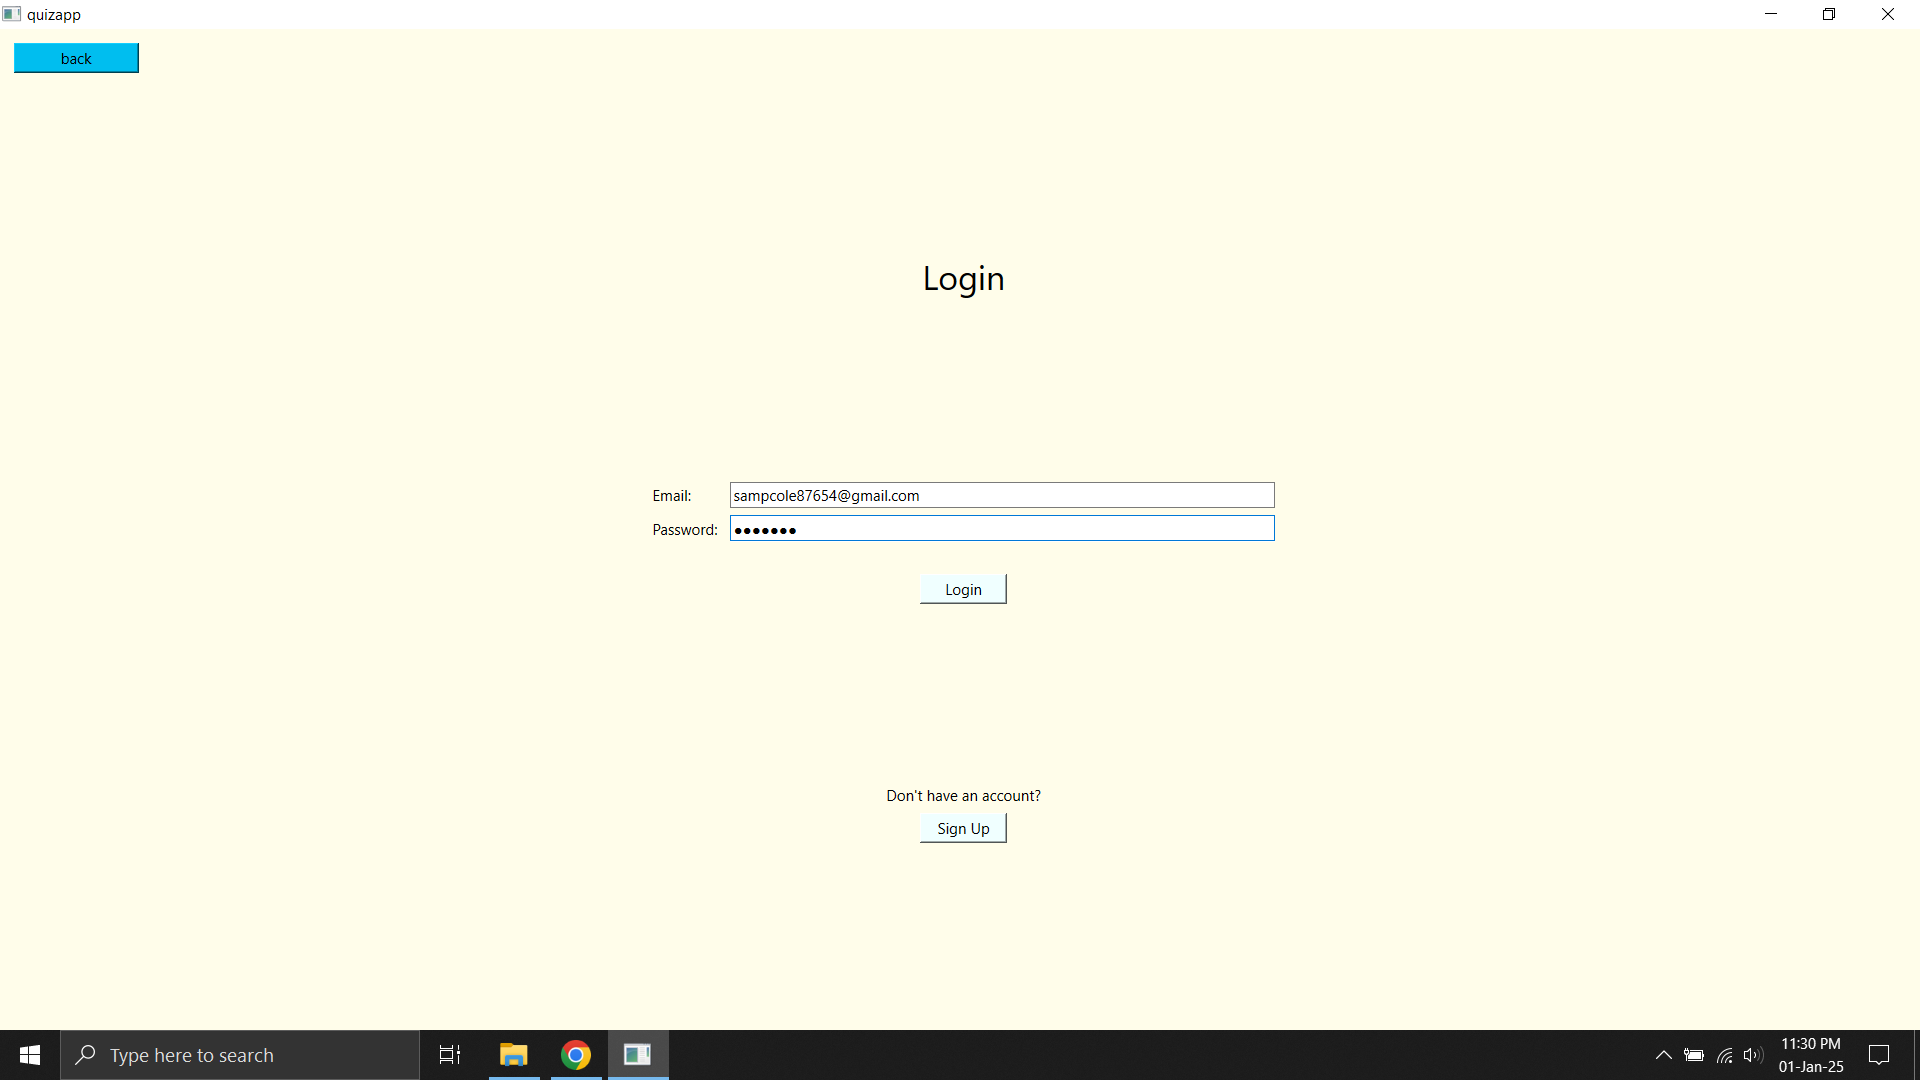 quizapp
back
Login
Email: sampcole87654@gmail.com
Password: ●●●●●●●
Login
Don't have an account?
Sign Up
Type here to search
11:30 PM
01-Jan-25